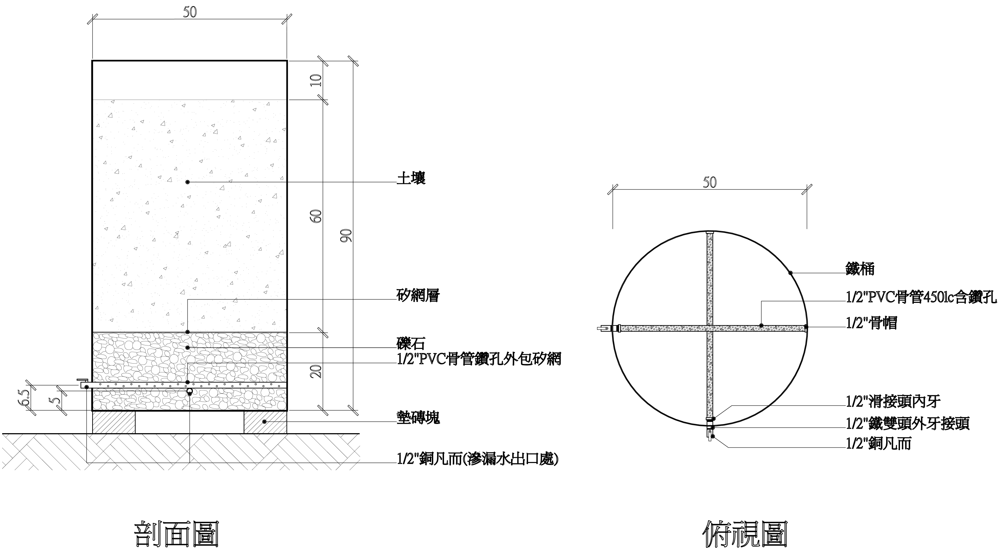 50
10
60
90
20
6.5
5
土壤
矽網層
礫石
1/2"PVC骨管鑽孔外包矽網
墊磚塊
1/2"銅凡而(滲漏水出口處)
剖面圖
50
鐵桶
1/2"PVC骨管450lc含鑽孔
1/2"骨帽
1/2"滑接頭內牙
1/2"鐵雙頭外牙接頭
1/2"銅凡而
俯視圖